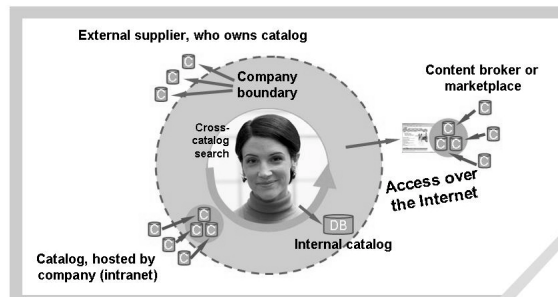 External supplier, who owns catalog
C
C
C
Company
boundary
Content broker or
marketplace
C
C
C
C
C
C
Cross-
catalog
search
Access over
the Internet
C
C
C
C
C
C
DB
Internal catalog
Catalog, hosted by
company (intranet)